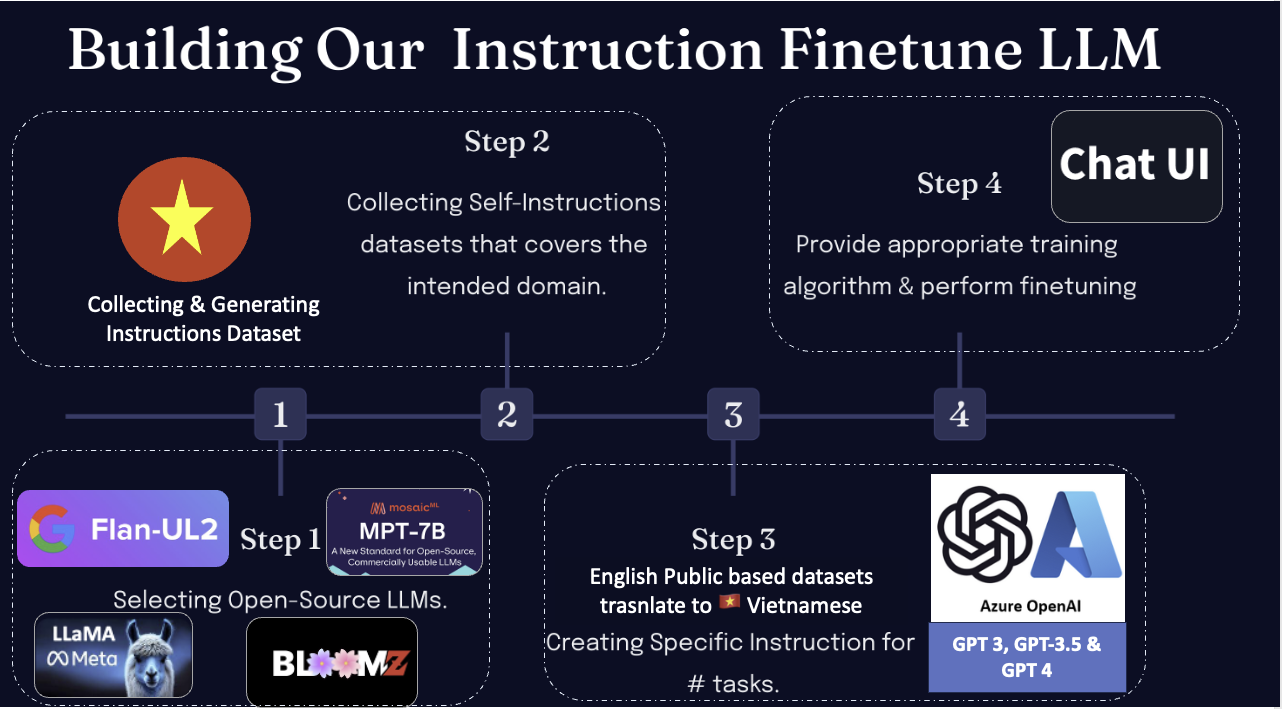 Building Our Instruction Finetune LLM
Step 2
Collecting Self-Instructions
datasets that covers the
intended domain.
Collecting & Generating
Instructions Dataset
Step 4
Chat UI
Provide appropriate training
algorithm & perform finetuning
1
2
3
4
Flan-UL2
Step 1
mosaicML
MPT-7B
A New Standard for Open-Source,
Commercially Usable LLMs
Selecting Open-Source LLMs.
LLaMA
Meta
BLOOMZ
Step 3
English Public based datasets
trasnlate to Vietnamese
Creating Specific Instruction for
# tasks.
Azure OpenAI
GPT 3, GPT-3.5 &
GPT 4